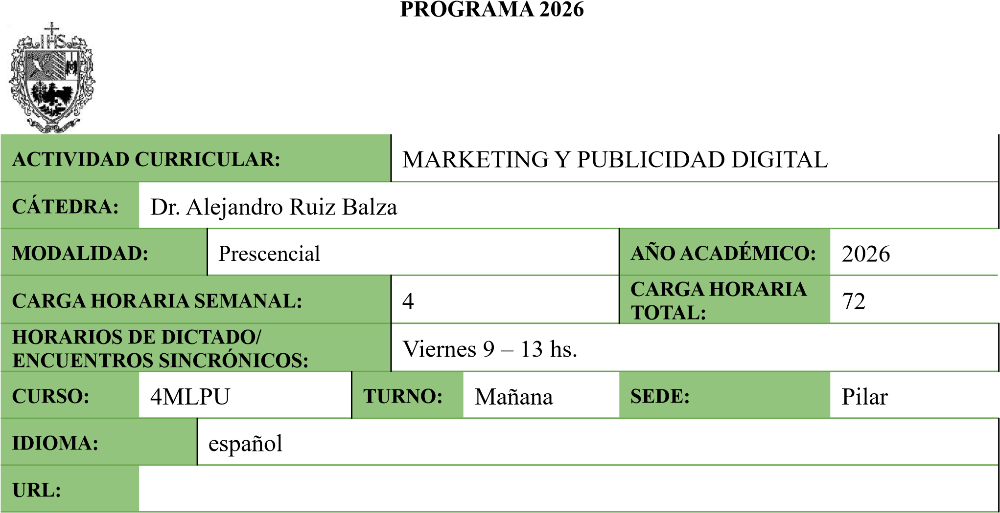 PROGRAMA 2026
IHS
ACTIVIDAD CURRICULAR: MARKETING Y PUBLICIDAD DIGITAL
CÁTEDRA: Dr. Alejandro Ruiz Balza
MODALIDAD: Prescencial AÑO ACADÉMICO: 2026
CARGA HORARIA SEMANAL: 4 CARGA HORARIA
TOTAL: 72
HORARIOS DE DICTADO/
ENCUENTROS SINCRÓNICOS: Viernes 9 – 13 hs.
CURSO: 4MLPU TURNO: Mañana SEDE: Pilar
IDIOMA: español
URL: